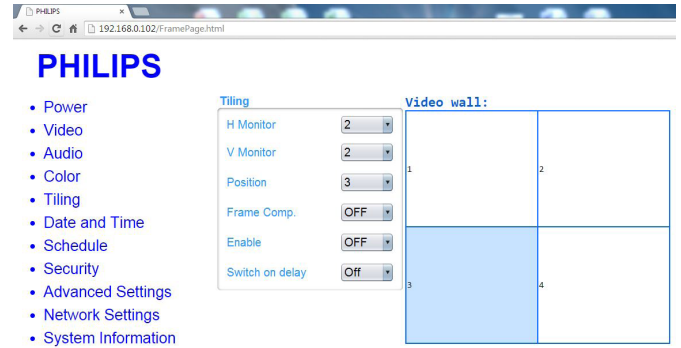 PHILIPS
192.168.0.102/FramePage.html
PHILIPS
• Power
• Video
• Audio
• Color
• Tiling
• Date and Time
• Schedule
• Security
• Advanced Settings
• Network Settings
• System Information
Tiling
H Monitor 2
V Monitor 2
Position 3
Frame Comp. OFF
Enable OFF
Switch on delay Off
Video wall:
1 2
3 4